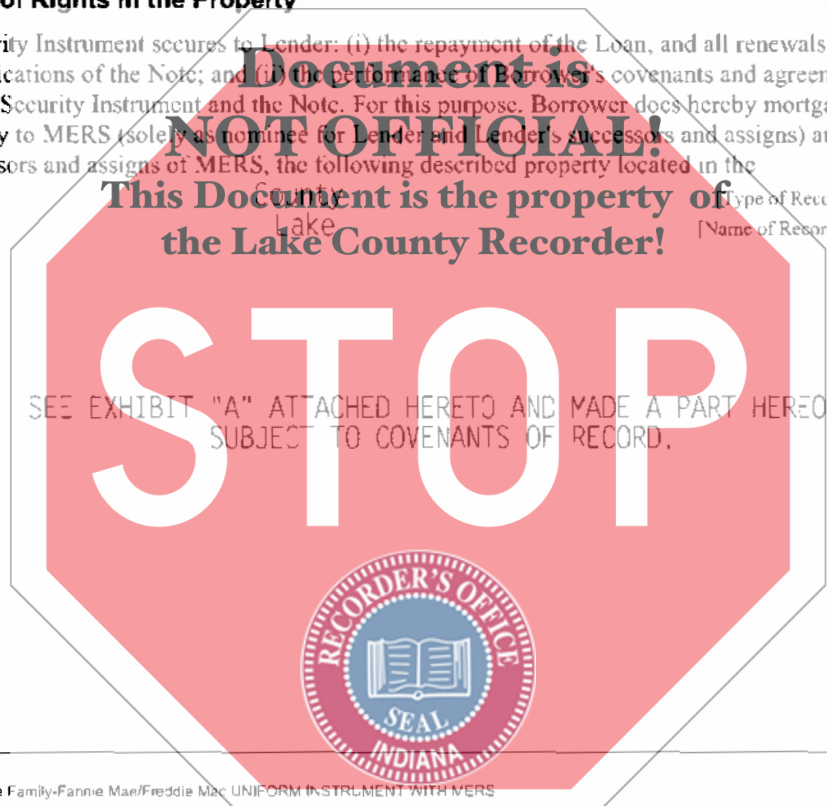 of Rights in the Property
ity Instrument secures to Lender: (i) the repayment of the Loan, and all renewals
ications of the Note; and (ii) the performance of Borrower's covenants and agreen
Security Instrument and the Note. For this purpose, Borrower does hereby mortga
y to MERS (solely as nominee for Lender and Lender's successors and assigns) an
sors and assigns of MERS, the following described property located in the
County
[Type of Reco
Lake
[Name of Recor
Document is
NOT OFFICIAL!
This Document is the property of
the Lake County Recorder!
STOP
SEE EXHIBIT "A" ATTACHED HERETO AND MADE A PART HEREO
SUBJECT TO COVENANTS OF RECORD.
RECORDER'S OFFICE
SEAL
INDIANA
e Family-Fannie Mae/Freddie Mac UNIFORM INSTRUMENT WITH MERS